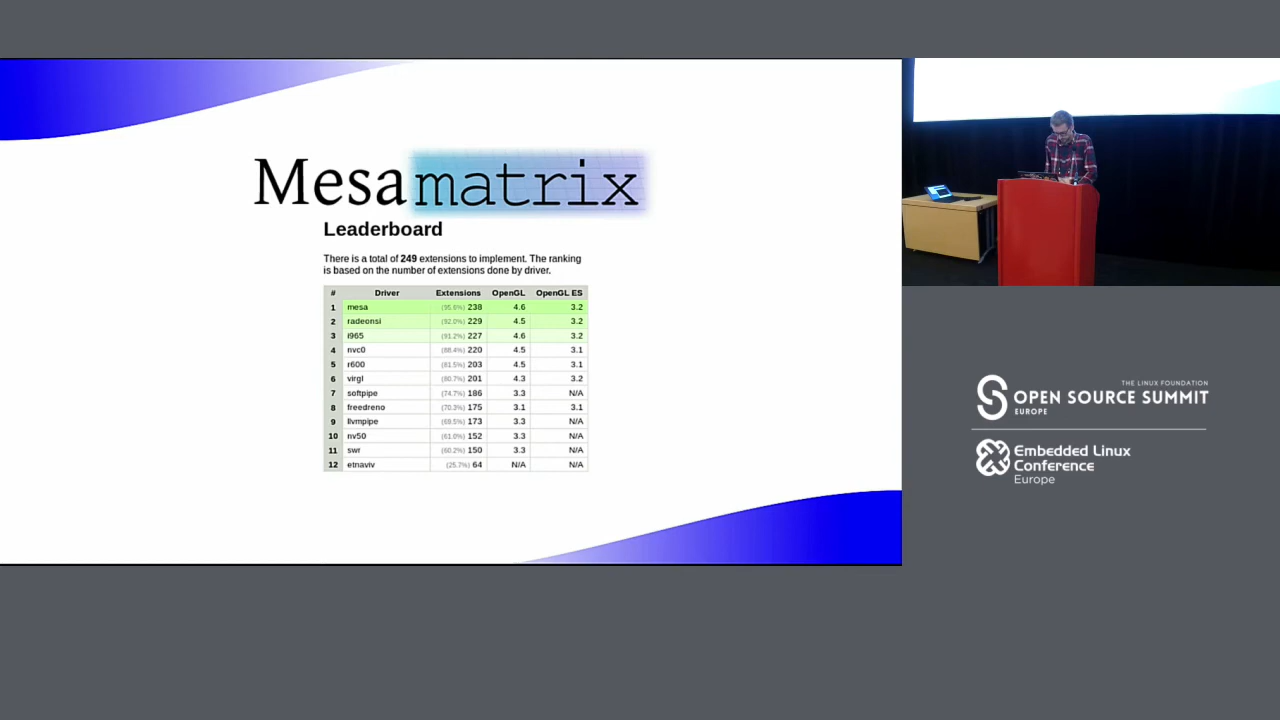 Mesamatrix
Leaderboard
There is a total of 249 extensions to implement. The ranking
is based on the number of extensions done by driver.
# Driver Extensions OpenGL OpenGL ES
1 mesa (95.6%) 238 4.6 3.2
2 radeonsi (92.0%) 229 4.5 3.2
3 i965 (91.2%) 227 4.6 3.2
4 nvc0 (88.4%) 220 4.5 3.1
5 r600 (81.5%) 203 4.5 3.1
6 virgl (80.7%) 201 4.3 3.2
7 softpipe (74.7%) 186 3.3 N/A
8 freedreno (70.3%) 175 3.1 3.1
9 llvmpipe (69.5%) 173 3.3 N/A
10 nv50 (61.0%) 152 3.3 N/A
11 swr (60.2%) 150 3.3 N/A
12 etnaviv (25.7%) 64 N/A N/A
THE LINUX FOUNDATION
OPEN SOURCE SUMMIT
EUROPE
Embedded Linux
Conference
Europe